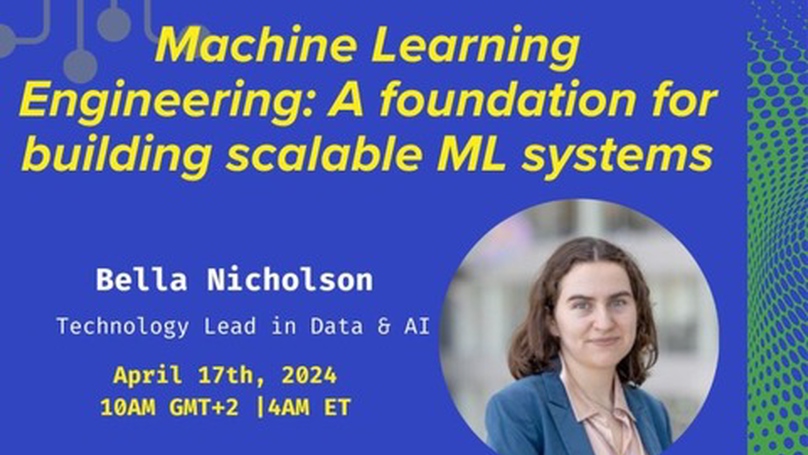 Machine Learning
Engineering: A foundation for
building scalable ML systems
Bella Nicholson
Technology Lead in Data & AI
April 17th, 2024
10AM GMT+2 |4AM ET